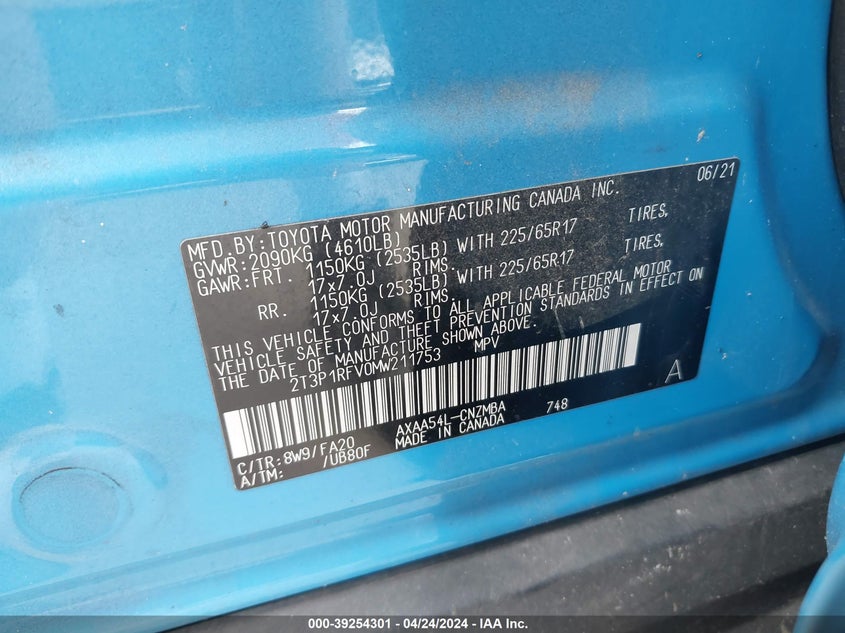 MFD. BY: TOYOTA MOTOR MANUFACTURING CANADA INC. 06/21
GVWR: 2090KG (4610LB)
GAWR: FRT. 1150KG (2535LB) WITH 225/65R17 TIRES,
17x7.0J RIMS.
RR. 1150KG (2535LB) WITH 225/65R17 TIRES,
17x7.0J RIMS.
THIS VEHICLE CONFORMS TO ALL APPLICABLE FEDERAL MOTOR
VEHICLE SAFETY AND THEFT PREVENTION STANDARDS IN EFFECT ON
THE DATE OF MANUFACTURE SHOWN ABOVE.
2T3P1RFV0MW211753 MPV
A
C/TR: 8W9/FA20 AXAA54L-CNZMBA 748
A/TM: /UB80F MADE IN CANADA
000-39254301 - 04/24/2024 - IAAI.COM